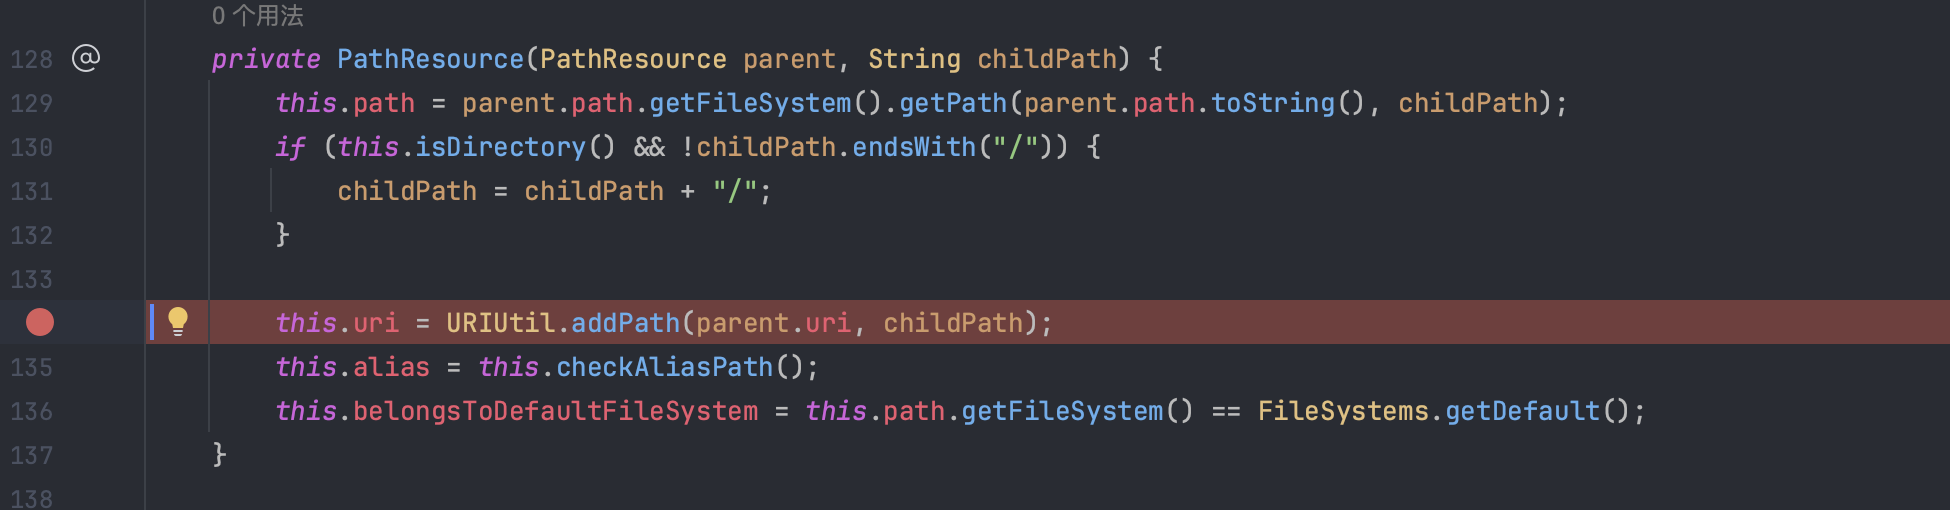 0 个用法
128 @ private PathResource(PathResource parent, String childPath) {
129 this.path = parent.path.getFileSystem().getPath(parent.path.toString(), childPath);
130 if (this.isDirectory() && !childPath.endsWith("/")) {
131 childPath = childPath + "/";
132 }
133
this.uri = URIUtil.addPath(parent.uri, childPath);
135 this.alias = this.checkAliasPath();
136 this.belongsToDefaultFileSystem = this.path.getFileSystem() == FileSystems.getDefault();
137 }
138